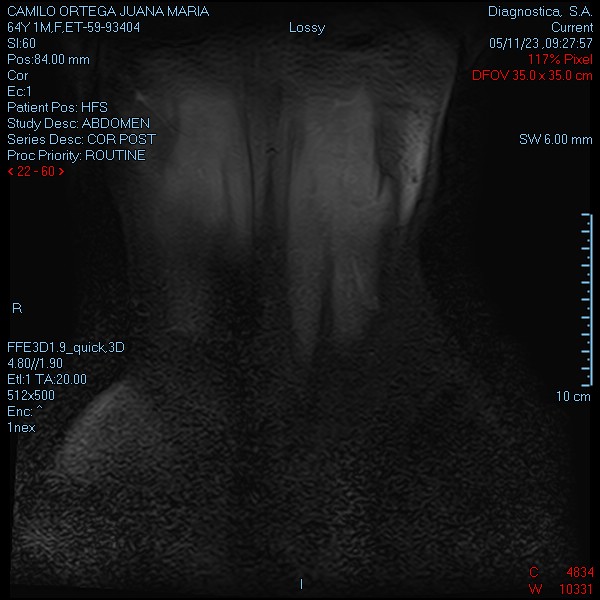 CAMILO ORTEGA JUANA MARIA
64Y 1M,F,ET-59-93404
Sl:60
Pos:84.00 mm
Cor
Ec:1
Patient Pos: HFS
Study Desc: ABDOMEN
Series Desc: COR POST
Proc Priority: ROUTINE
< 22 - 60 >
Lossy
Diagnostica, S.A.
Current
05/11/23 ,09:27:57
117% Pixel
DFOV 35.0 x 35.0 cm
SW 6.00 mm
R
10 cm
FFE3D1.9_quick,3D
4.80//1.90
Etl:1 TA:20.00
512x500
Enc: ^
1nex
I
C 4834
W 10331